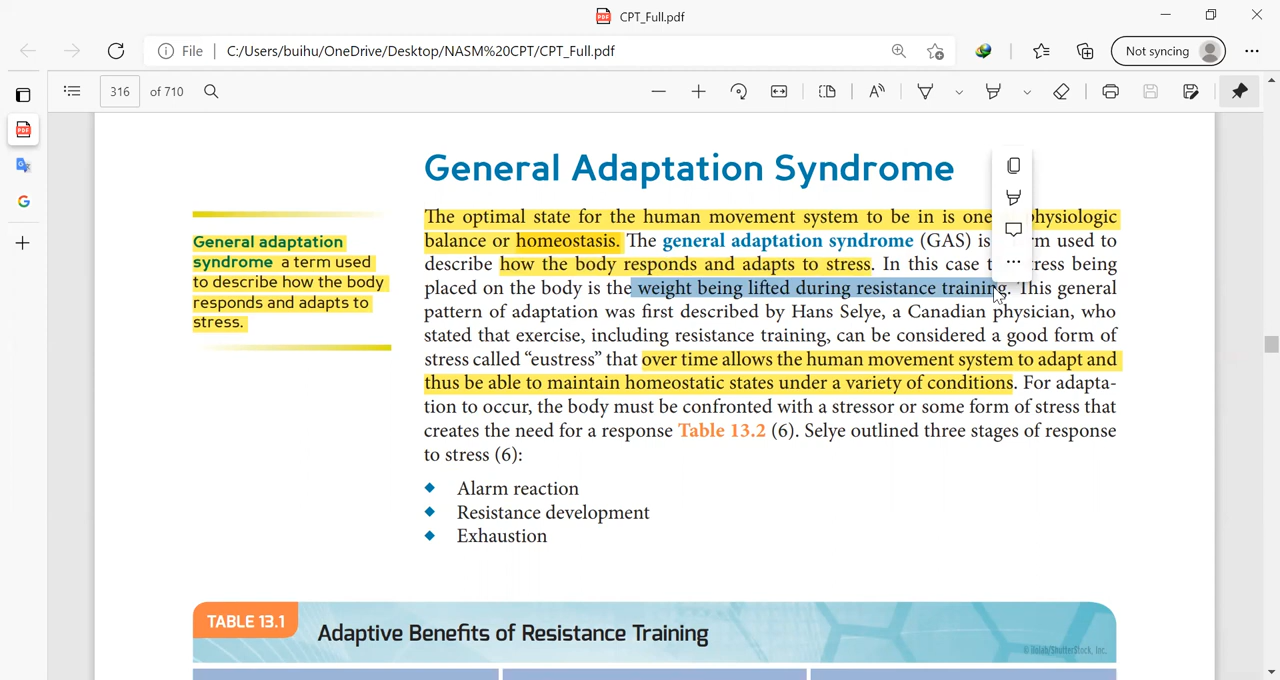 CPT_Full.pdf
File
C:/Users/buihu/OneDrive/Desktop/NASM%20CPT/CPT_Full.pdf
Not syncing
316 of 710
General Adaptation Syndrome
General adaptation
syndrome a term used
to describe how the body
responds and adapts to
stress.
The optimal state for the human movement system to be in is one physiologic
balance or homeostasis. The general adaptation syndrome (GAS) is used to
describe how the body responds and adapts to stress. In this case being
placed on the body is the weight being lifted during resistance training. This general
pattern of adaptation was first described by Hans Selye, a Canadian physician, who
stated that exercise, including resistance training, can be considered a good form of
stress called “eustress” that over time allows the human movement system to adapt and
thus be able to maintain homeostatic states under a variety of conditions. For adapta-
tion to occur, the body must be confronted with a stressor or some form of stress that
creates the need for a response Table 13.2 (6). Selye outlined three stages of response
to stress (6):
Alarm reaction
Resistance development
Exhaustion
TABLE 13.1
Adaptive Benefits of Resistance Training